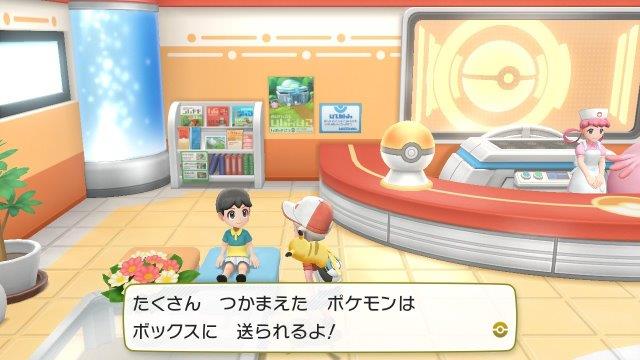 たくさん　つかまえた　ポケモンは
ボックスに　送られるよ!